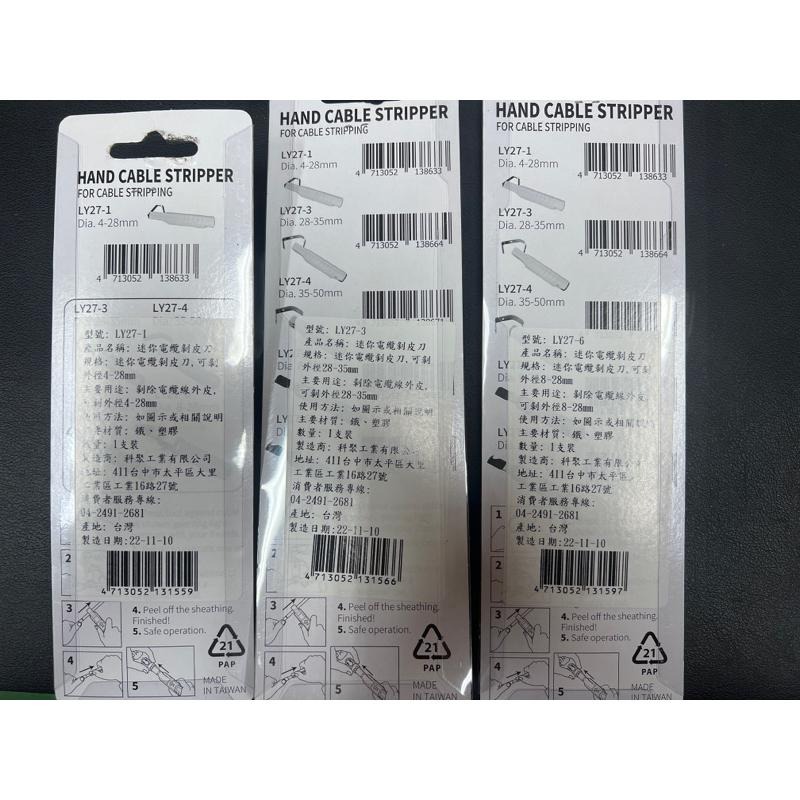 HAND CABLE STRIPPER
FOR CABLE STRIPPING
LY27-1
Dia. 4-28mm
4 713052 138633
LY27-3 LY27-4
型號: LY27-1
產品名稱: 迷你電纜剝皮刀
規格: 迷你電纜剝皮刀,可剝
外徑4-28mm
主要用途: 剝除電纜線外皮,
可剝外徑4-28mm
使用方法: 如圖示或相關說明
主要材質: 鐵、塑膠
數量: 1支裝
製造商: 科聚工業有限公司
地址: 411台中市太平區大里
工業區工業16路27號
消費者服務專線:
04-2491-2681
產地: 台灣
製造日期:22-11-10
4 713052 131559
2
3
4. Peel off the sheathing.
Finished!
5. Safe operation.
4
5
21
PAP
MADE
IN TAIWAN
HAND CABLE STRIPPER
FOR CABLE STRIPPING
LY27-1
Dia. 4-28mm
4 713052 138633
LY27-3
Dia. 28-35mm
4 713052 138664
LY27-4
Dia. 35-50mm
型號: LY27-3
產品名稱: 迷你電纜剝皮刀
規格: 迷你電纜剝皮刀,可剝
外徑28-35mm
主要用途: 剝除電纜線外皮,
可剝外徑28-35mm
使用方法: 如圖示或相關說明
主要材質: 鐵、塑膠
數量: 1支裝
製造商: 科聚工業有限公
地址: 411台中市太平區大里
工業區工業16路27號
消費者服務專線:
04-2491-2681
產地: 台灣
製造日期:22-11-10
4 713052 131566
2
3
4. Peel off the sheathing.
Finished!
5. Safe operation.
4
5
21
PAP
MADE
IN TAIWAN
HAND CABLE STRIPPER
FOR CABLE STRIPPING
LY27-1
Dia. 4-28mm
4 713052 138633
LY27-3
Dia. 28-35mm
4 713052 138664
LY27-4
Dia. 35-50mm
型號: LY27-6
產品名稱: 迷你電纜剝皮刀
規格: 迷你電纜剝皮刀,可剝
外徑8-28mm
主要用途: 剝除電纜線外皮,
可剝外徑8-28mm
使用方法: 如圖示或相關說明
主要材質: 鐵、塑膠
數量: 1支裝
製造商: 科聚工業有限公
地址: 411台中市太平區大
工業區工業16路27號
消費者服務專線:
04-2491-2681
產地: 台灣
製造日期:22-11-10
4 713052 131597
1
2
3
4. Peel off the sheathing.
Finished!
5. Safe operation.
4
5
21
PAP
MADE
IN TAIWAN